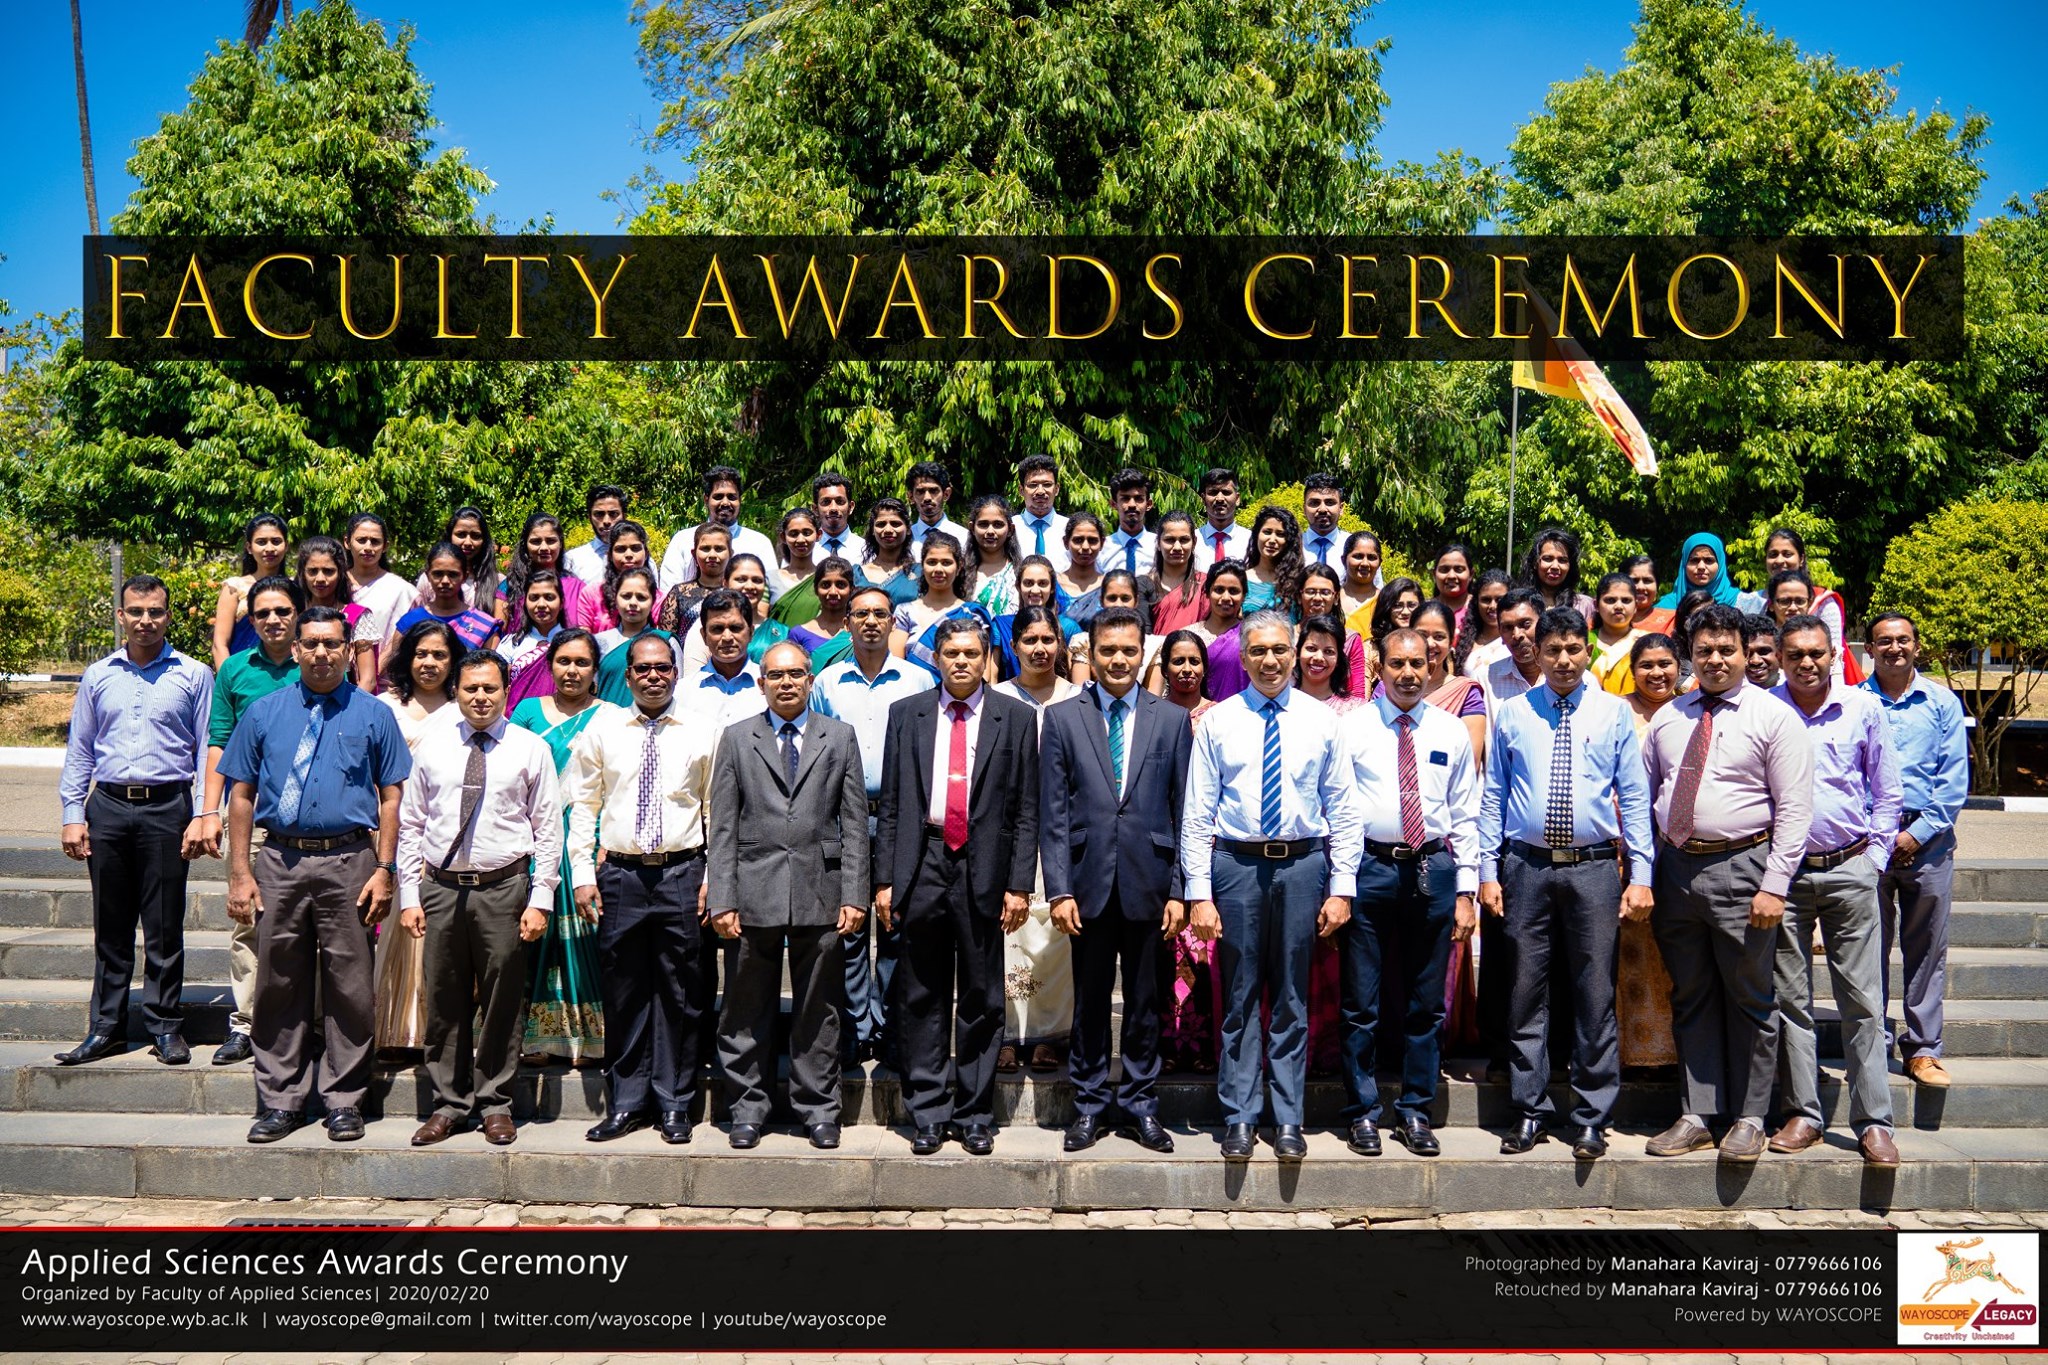 FACULTY AWARDS CEREMONY
Applied Sciences Awards Ceremony
Organized by Faculty of Applied Sciences| 2020/02/20
www.wayoscope.wyb.ac.lk | wayoscope@gmail.com | twitter.com/wayoscope | youtube/wayoscope
Photographed by Manahara Kaviraj - 0779666106
Retouched by Manahara Kaviraj - 0779666106
Powered by WAYOSCOPE
WAYOSCOPE LEGACY
Creativity Unchained